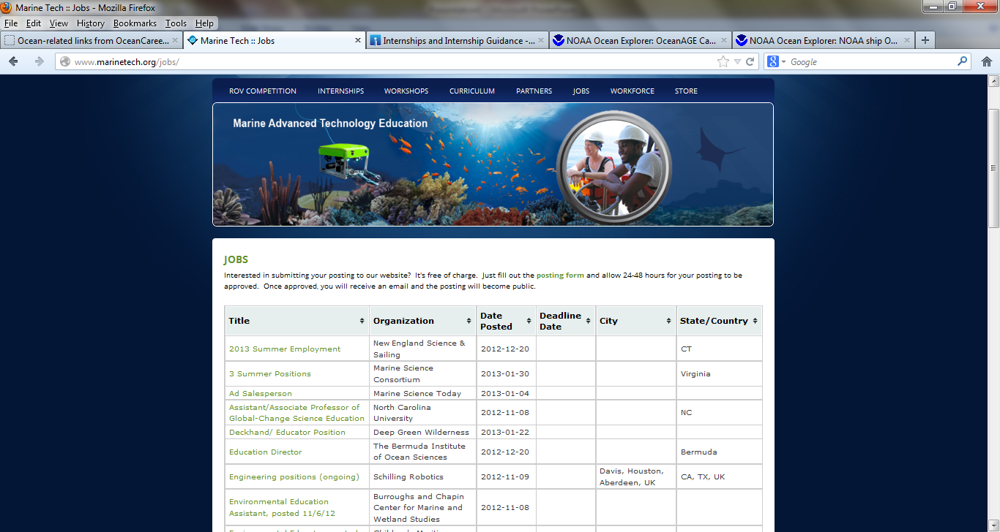 Marine Tech :: Jobs - Mozilla Firefox
File Edit View History Bookmarks Tools Help
Ocean-related links from OceanCaree...
Marine Tech :: Jobs
Internships and Internship Guidance -...
NOAA Ocean Explorer: OceanAGE Ca...
NOAA Ocean Explorer: NOAA ship O...
www.marinetech.org/jobs/
Google
ROV COMPETITION INTERNSHIPS WORKSHOPS CURRICULUM PARTNERS JOBS WORKFORCE STORE
Marine Advanced Technology Education
JOBS
Interested in submitting your posting to our website? It's free of charge. Just fill out the posting form and allow 24-48 hours for your posting to be
approved. Once approved, you will receive an email and the posting will become public.
Title Organization Date Posted Deadline Date City State/Country
2013 Summer Employment New England Science & Sailing 2012-12-20 CT
3 Summer Positions Marine Science Consortium 2013-01-30 Virginia
Ad Salesperson Marine Science Today 2013-01-04
Assistant/Associate Professor of Global-Change Science Education North Carolina University 2012-11-08 NC
Deckhand/ Educator Position Deep Green Wilderness 2013-01-22
Education Director The Bermuda Institute of Ocean Sciences 2012-12-20 Bermuda
Engineering positions (ongoing) Schilling Robotics 2012-11-09 Davis, Houston, Aberdeen, UK CA, TX, UK
Environmental Education Assistant, posted 11/6/12 Burroughs and Chapin Center for Marine and Wetland Studies 2012-11-08